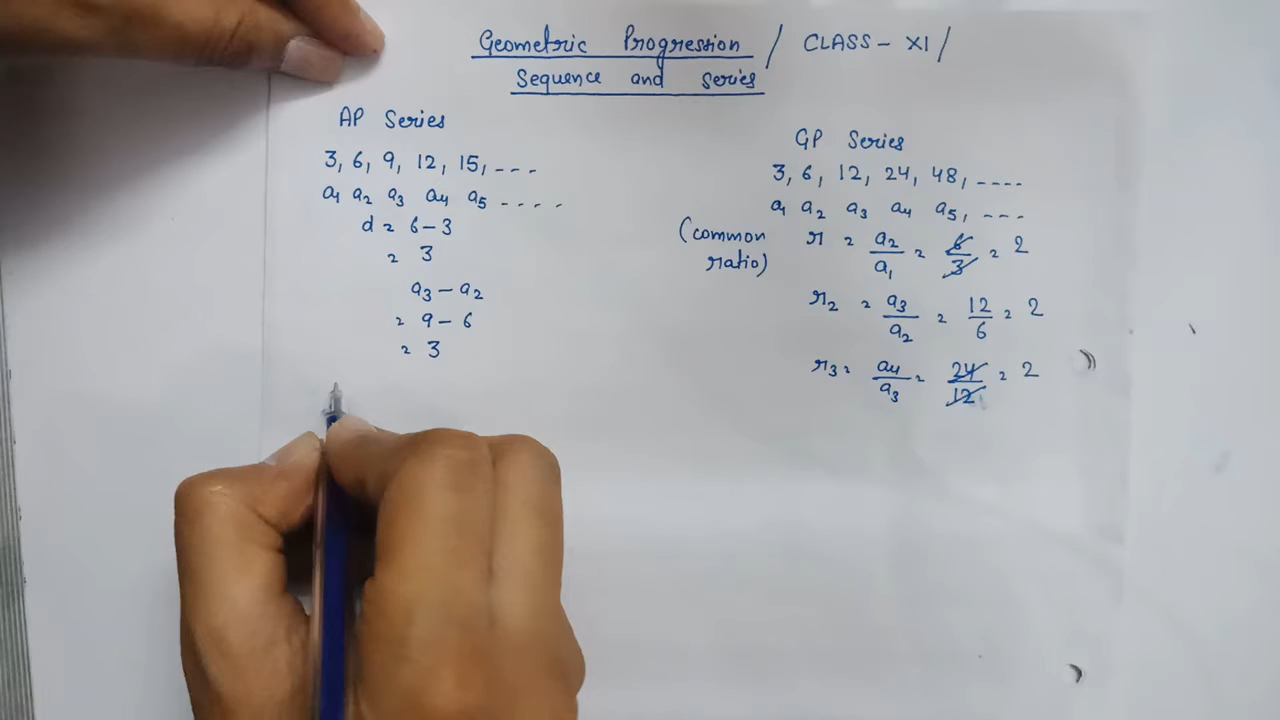 Geometric Progression / CLASS - XI /
Sequence and series
AP Series
3, 6, 9, 12, 15, ---
a1 a2 a3 a4 a5 ----
d = 6 - 3
= 3
a3 - a2
= 9 - 6
= 3
GP Series
3, 6, 12, 24, 48, ----
a1 a2 a3 a4 a5, ---
(common ratio) r = a2/a1 = 6/3 = 2
r2 = a3/a2 = 12/6 = 2
r3 = a4/a3 = 24/12 = 2